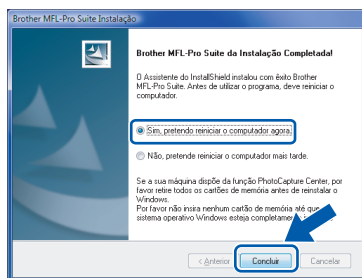 Brother MFL-Pro Suite Instalação
Brother MFL-Pro Suite da Instalação Completada!
O Assistente do InstallShield instalou com êxito Brother
MFL-Pro Suite. Antes de utilizar o programa, deve reiniciar o
computador.
Sim, pretendo reiniciar o computador agora.
Não, pretende reiniciar o computador mais tarde.
Se a sua máquina dispõe da função PhotoCapture Center, por
favor retire todos os cartões de memória antes de reinstalar o
Windows.
Por favor não insira nenhum cartão de memória até que
sistema operativo Windows esteja completamen
< Anterior Concluir Cancelar